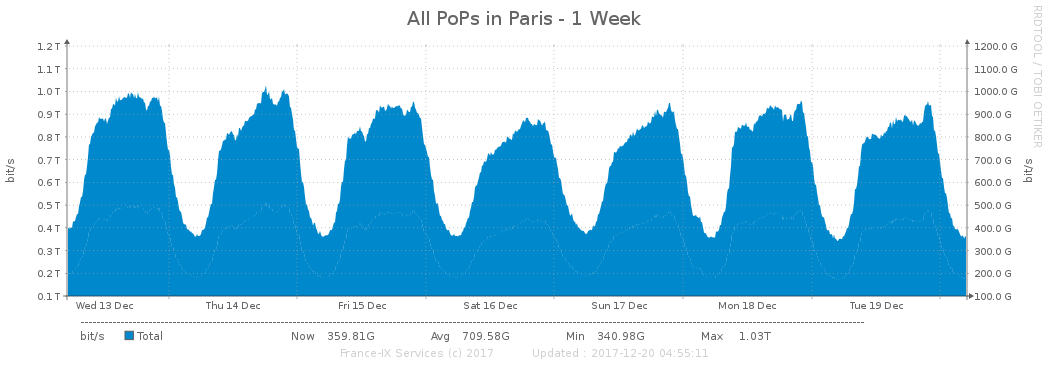 All PoPs in Paris - 1 Week
RRDTOOL / TOBI OETIKER
1.2 T 1200.0 G
1.1 T 1100.0 G
1.0 T 1000.0 G
0.9 T 900.0 G
0.8 T 800.0 G
0.7 T 700.0 G
0.6 T 600.0 G
0.5 T 500.0 G
0.4 T 400.0 G
0.3 T 300.0 G
0.2 T 200.0 G
0.1 T 100.0 G
bit/s
bit/s
Wed 13 Dec Thu 14 Dec Fri 15 Dec Sat 16 Dec Sun 17 Dec Mon 18 Dec Tue 19 Dec
bit/s Total Now 359.81G Avg 709.58G Min 340.98G Max 1.03T
France-IX Services (c) 2017 Updated : 2017-12-20 04:55:11